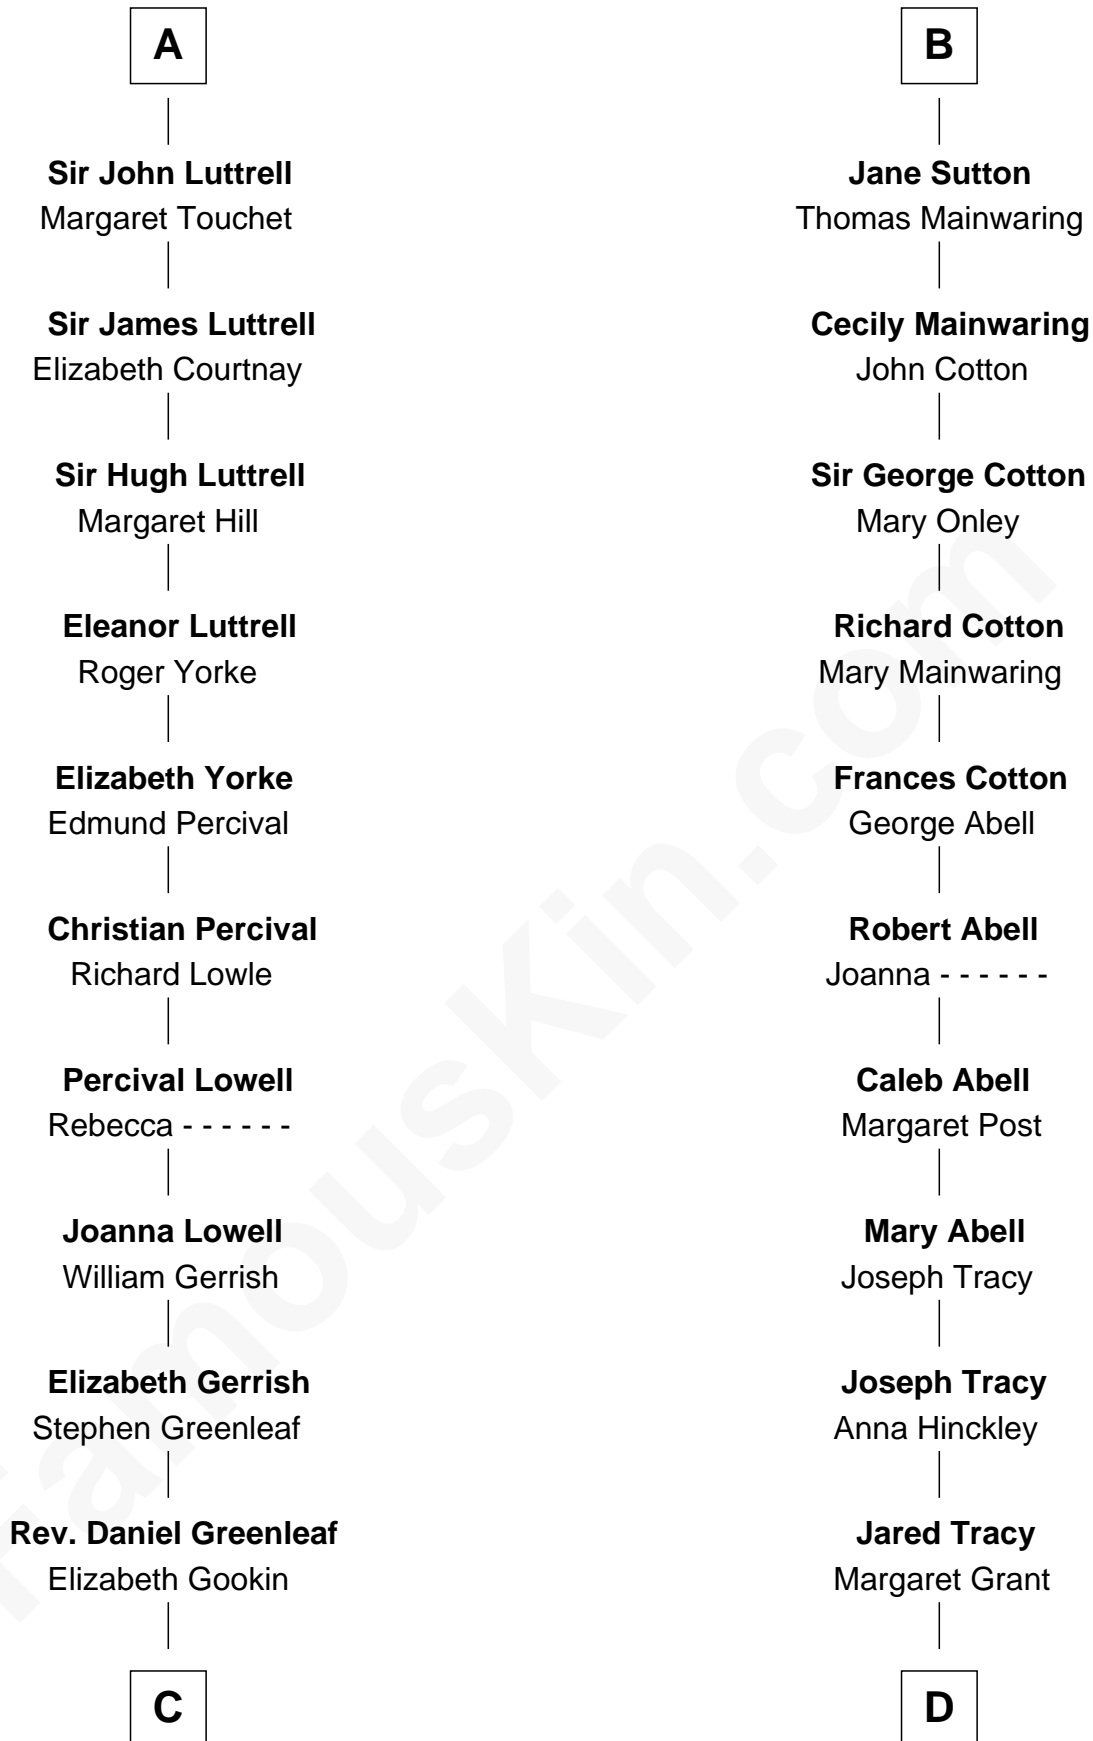 A
Sir John Luttrell
Margaret Touchet
Sir James Luttrell
Elizabeth Courtnay
Sir Hugh Luttrell
Margaret Hill
Eleanor Luttrell
Roger Yorke
Elizabeth Yorke
Edmund Percival
Christian Percival
Richard Lowle
Percival Lowell
Rebecca - - - - - -
Joanna Lowell
William Gerrish
Elizabeth Gerrish
Stephen Greenleaf
Rev. Daniel Greenleaf
Elizabeth Gookin
C
B
Jane Sutton
Thomas Mainwaring
Cecily Mainwaring
John Cotton
Sir George Cotton
Mary Onley
Richard Cotton
Mary Mainwaring
Frances Cotton
George Abell
Robert Abell
Joanna - - - - - -
Caleb Abell
Margaret Post
Mary Abell
Joseph Tracy
Joseph Tracy
Anna Hinckley
Jared Tracy
Margaret Grant
D
FamousKin.com